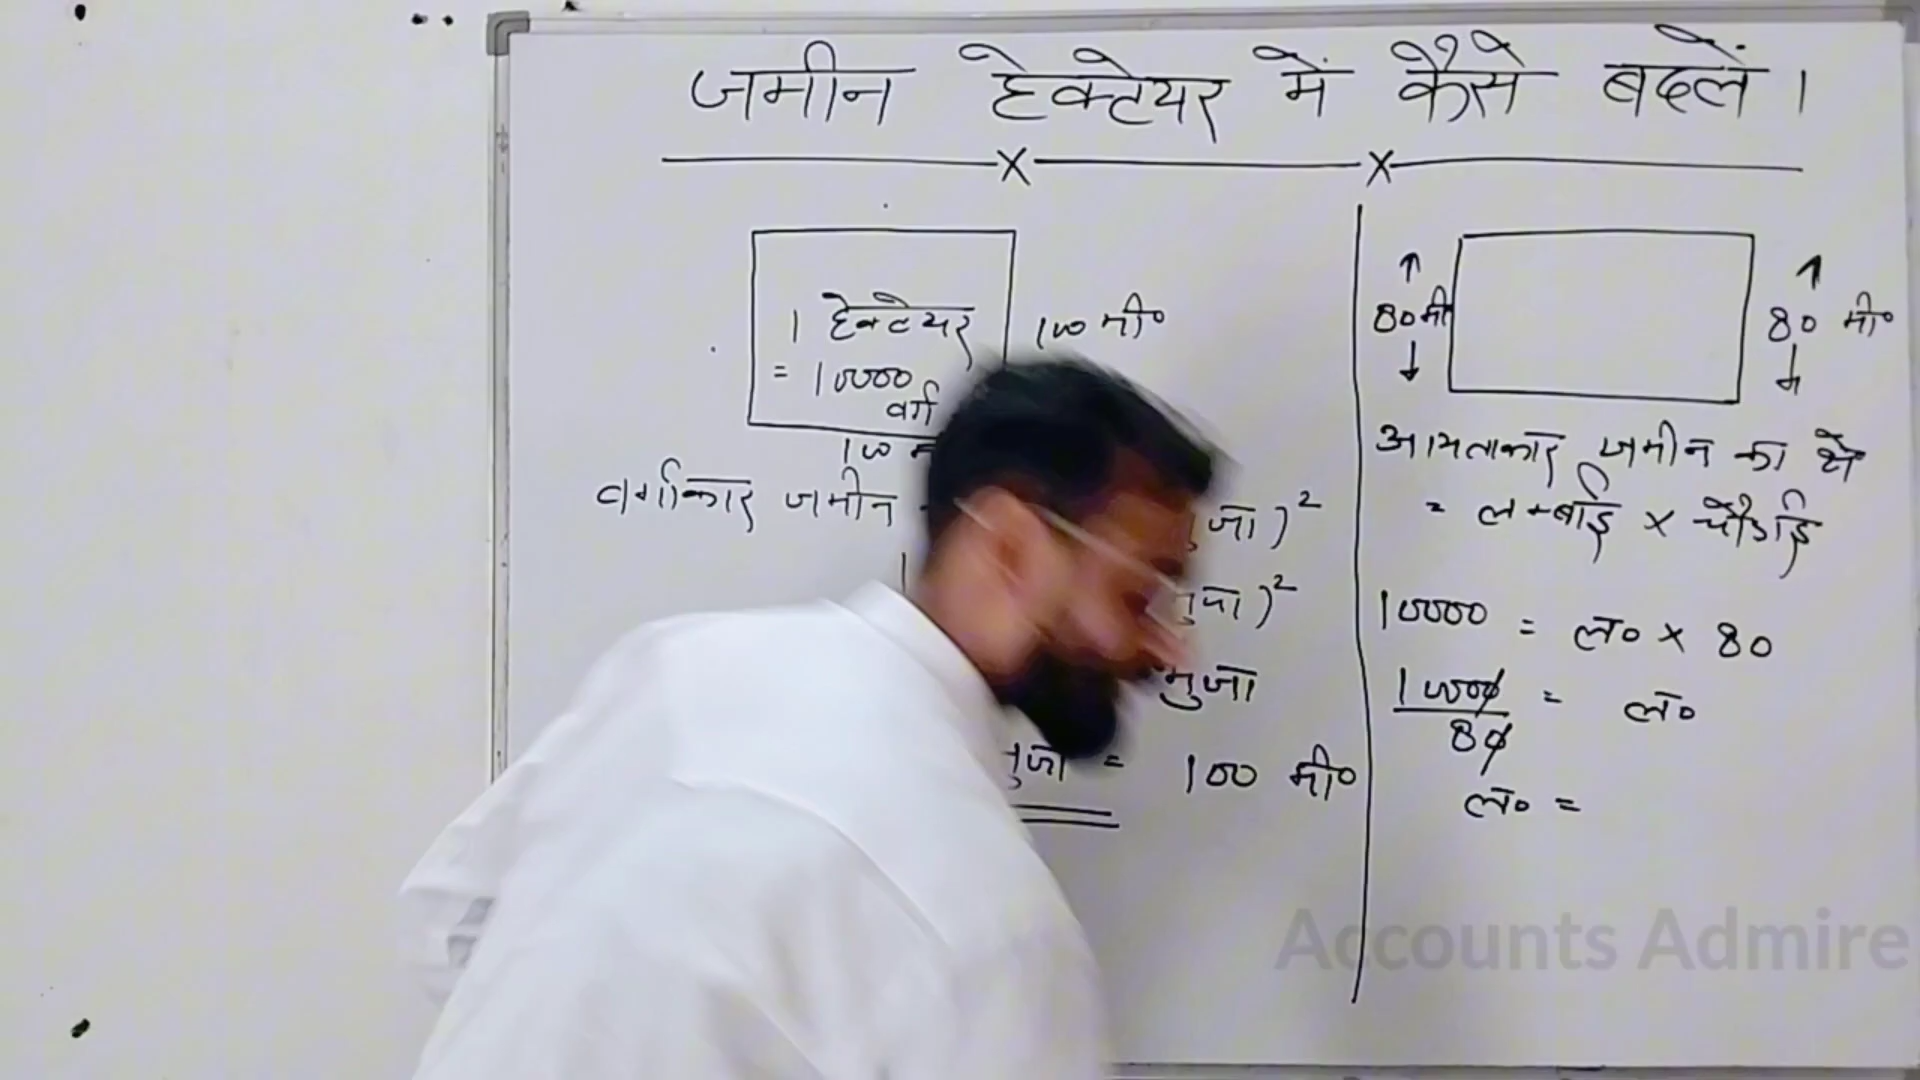 जमीन हेक्टेयर में कैसे बदलें ।
1 हेक्टेयर
= 10000
वर्ग
100 मी०
100
वर्गाकार जमीन
)²
)²
भुजा
= 100 मी०
80 मी
80 मी०
आयताकार जमीन का क्षे
= लम्बाई x चौड़ाई
10000 = ल० x 80
10000 = ल०
80
ल० =
Accounts Admire